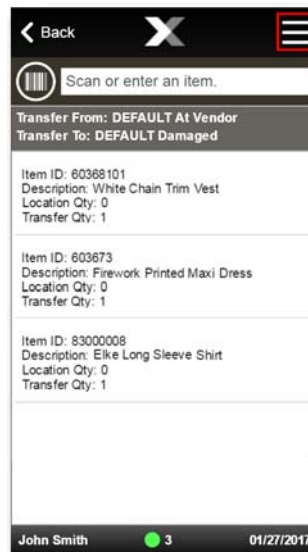 Back
Scan or enter an item.
Transfer From: DEFAULT At Vendor
Transfer To: DEFAULT Damaged
Item ID: 60368101
Description: White Chain Trim Vest
Location Qty: 0
Transfer Qty: 1
Item ID: 603673
Description: Firework Printed Maxi Dress
Location Qty: 0
Transfer Qty: 1
Item ID: 83000008
Description: Elke Long Sleeve Shirt
Location Qty: 0
Transfer Qty: 1
John Smith 3 01/27/201